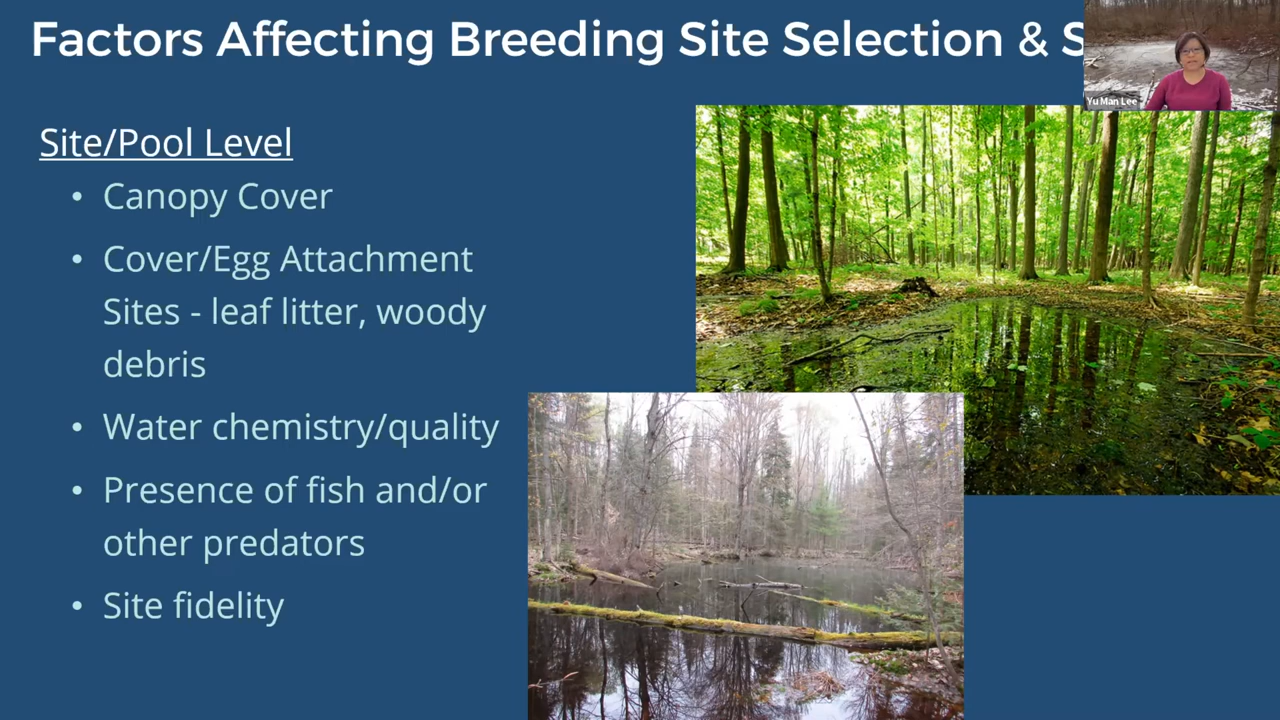 Factors Affecting Breeding Site Selection & S
Yu Man Lee
Site/Pool Level
• Canopy Cover
• Cover/Egg Attachment
Sites - leaf litter, woody
debris
• Water chemistry/quality
• Presence of fish and/or
other predators
• Site fidelity